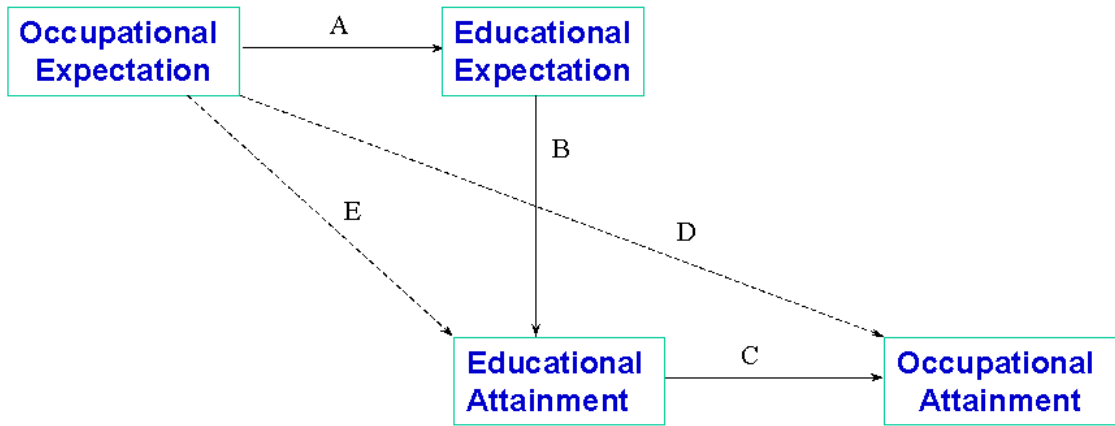 Occupational
Expectation
A
Educational
Expectation
B
E
D
Educational
Attainment
C
Occupational
Attainment